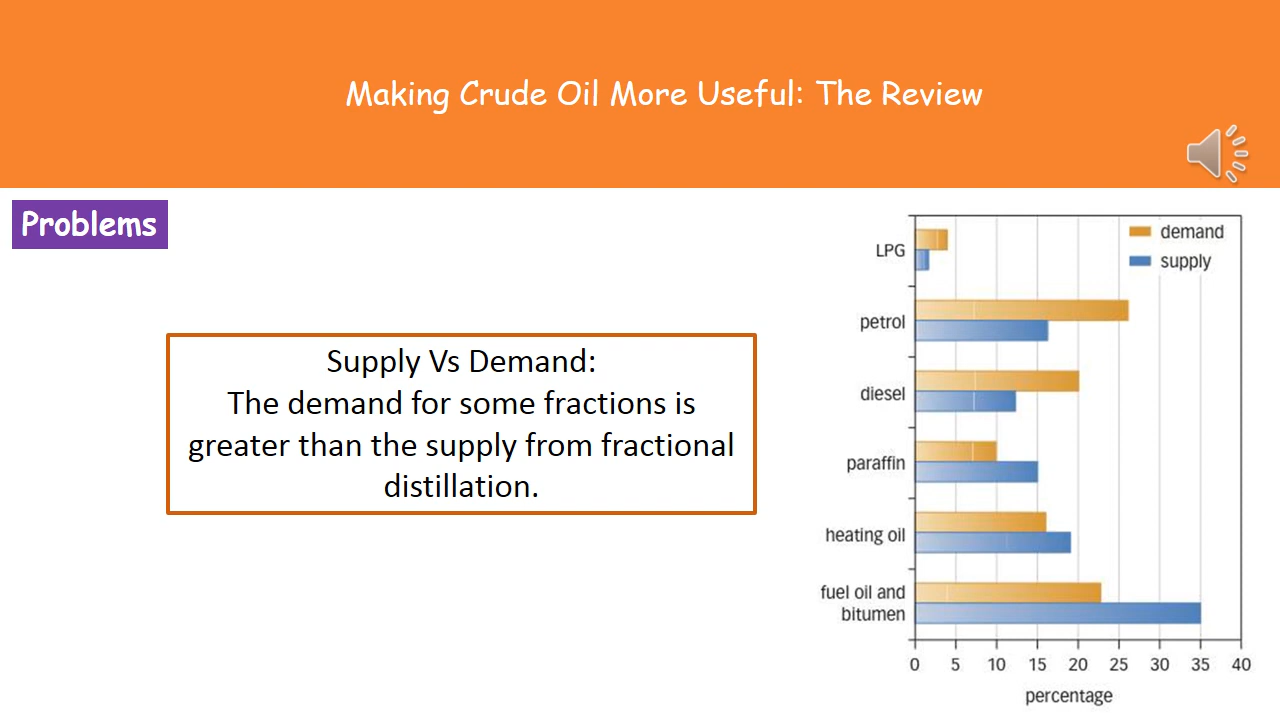 Making Crude Oil More Useful: The Review
Problems
Supply Vs Demand:
The demand for some fractions is
greater than the supply from fractional
distillation.
demand
supply
LPG
petrol
diesel
paraffin
heating oil
fuel oil and
bitumen
0 5 10 15 20 25 30 35 40
percentage